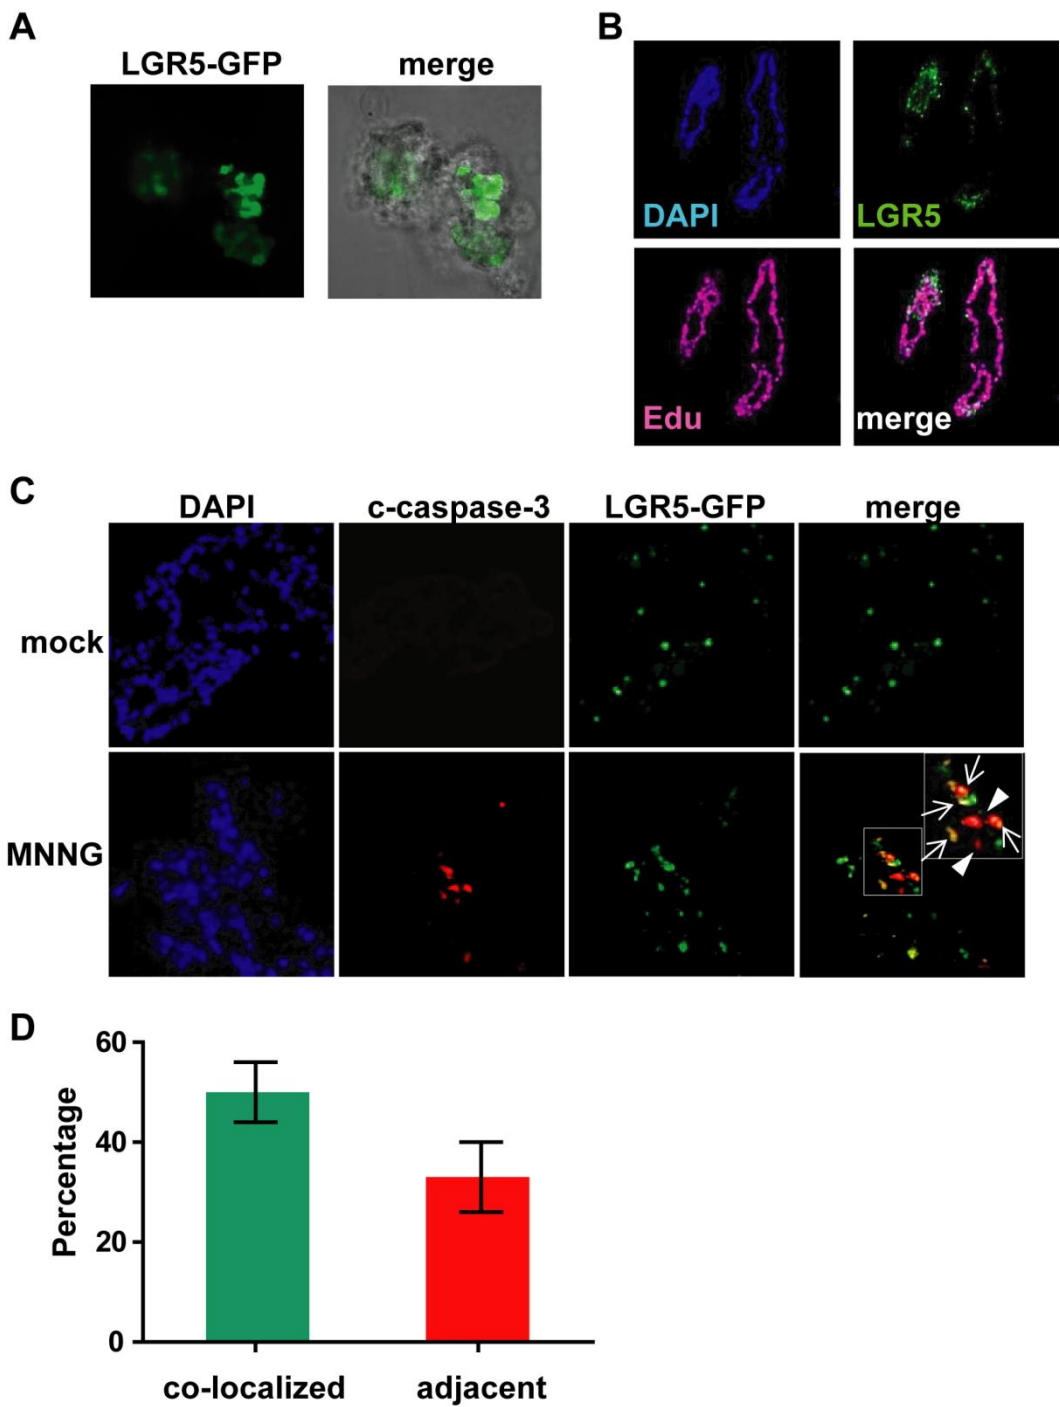 A
LGR5-GFP merge
B
DAPI LGR5
Edu merge
C
DAPI c-caspase-3 LGR5-GFP merge
mock
MNNG
D
Percentage
60
40
20
0
co-localized adjacent